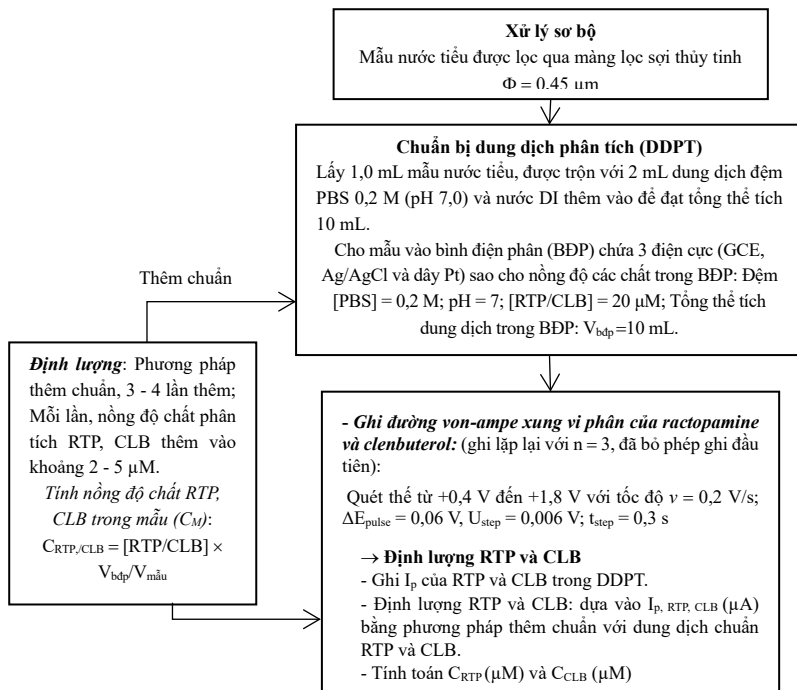 Xử lý sơ bộ
Mẫu nước tiểu được lọc qua màng lọc sợi thủy tinh
Φ = 0,45 µm
Chuẩn bị dung dịch phân tích (DDPT)
Lấy 1,0 mL mẫu nước tiểu, được trộn với 2 mL dung dịch đệm
PBS 0,2 M (pH 7,0) và nước DI thêm vào để đạt tổng thể tích
10 mL.
Cho mẫu vào bình điện phân (BĐP) chứa 3 điện cực (GCE,
Ag/AgCl và dây Pt) sao cho nồng độ các chất trong BĐP: Đệm
[PBS] = 0,2 M; pH = 7; [RTP/CLB] = 20 µM; Tổng thể tích
dung dịch trong BĐP: Vbđp =10 mL.
Thêm chuẩn
Định lượng: Phương pháp
thêm chuẩn, 3 - 4 lần thêm;
Mỗi lần, nồng độ chất phân
tích RTP, CLB thêm vào
khoảng 2 - 5 µM.
Tính nồng độ chất RTP,
CLB trong mẫu (CM):
CRTP,/CLB = [RTP/CLB] ×
Vbđp/Vmẫu
- Ghi đường von-ampe xung vi phân của ractopamine
và clenbuterol: (ghi lặp lại với n = 3, đã bỏ phép ghi đầu
tiên):
Quét thế từ +0,4 V đến +1,8 V với tốc độ v = 0,2 V/s;
ΔEpulse = 0,06 V, Ustep = 0,006 V; tstep = 0,3 s
→ Định lượng RTP và CLB
- Ghi Ip của RTP và CLB trong DDPT.
- Định lượng RTP và CLB: dựa vào Ip, RTP, CLB (µA)
bằng phương pháp thêm chuẩn với dung dịch chuẩn
RTP và CLB.
- Tính toán CRTP (µM) và CCLB (µM)